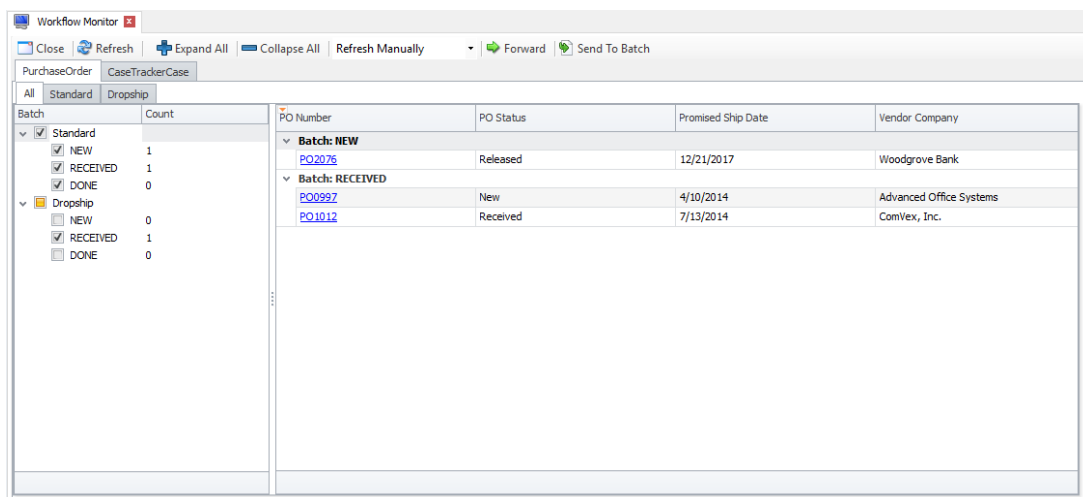 Workflow Monitor
Close Refresh Expand All Collapse All Refresh Manually Forward Send To Batch
PurchaseOrder CaseTrackerCase
All Standard Dropship
Batch Count PO Number PO Status Promised Ship Date Vendor Company
Standard
Batch: NEW
NEW 1 PO2076 Released 12/21/2017 Woodgrove Bank
RECEIVED 1
Batch: RECEIVED
DONE 0
PO0997 New 4/10/2014 Advanced Office Systems
Dropship
NEW 0 PO1012 Received 7/13/2014 ComVex, Inc.
RECEIVED 1
DONE 0